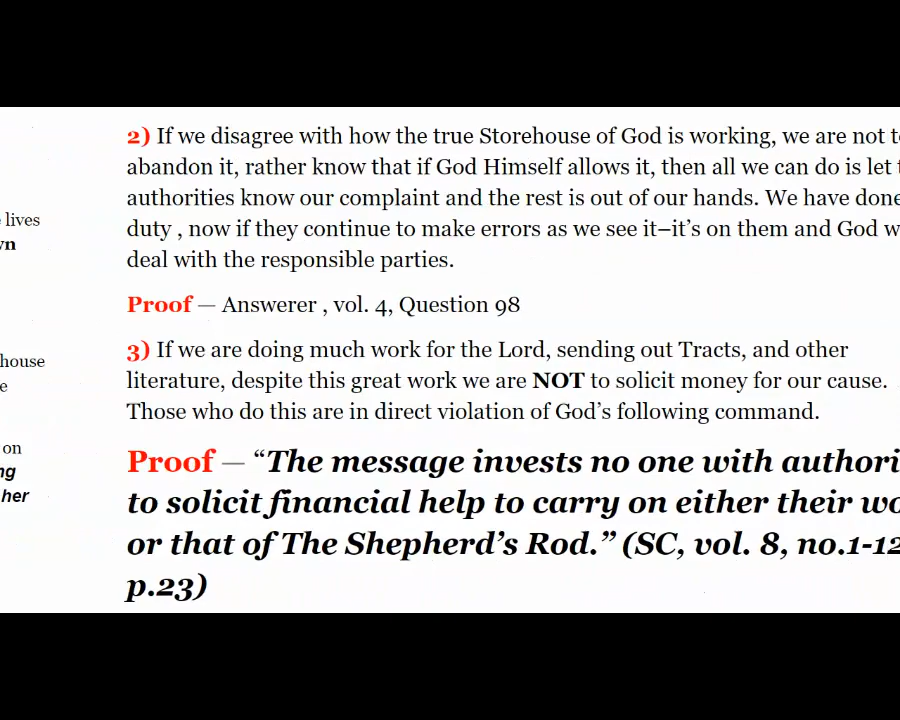 lives
wn
house
e
on
ng
her
2) If we disagree with how the true Storehouse of God is working, we are not to
abandon it, rather know that if God Himself allows it, then all we can do is let t
authorities know our complaint and the rest is out of our hands. We have done
duty , now if they continue to make errors as we see it–it’s on them and God w
deal with the responsible parties.
Proof — Answerer , vol. 4, Question 98
3) If we are doing much work for the Lord, sending out Tracts, and other
literature, despite this great work we are NOT to solicit money for our cause.
Those who do this are in direct violation of God’s following command.
Proof — “The message invests no one with authori
to solicit financial help to carry on either their wo
or that of The Shepherd’s Rod.” (SC, vol. 8, no.1-12
p.23)